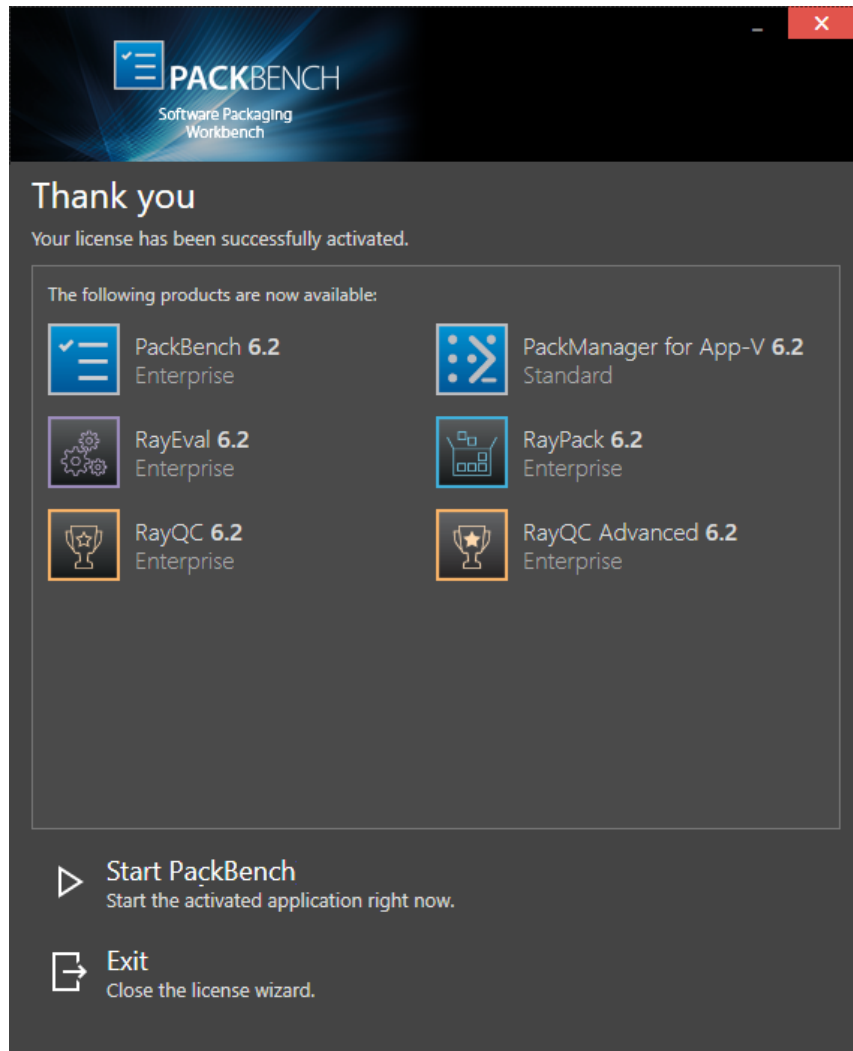 PACKBENCH
Software Packaging
Workbench
Thank you
Your license has been successfully activated.
The following products are now available:
PackBench 6.2
Enterprise
PackManager for App-V 6.2
Standard
RayEval 6.2
Enterprise
RayPack 6.2
Enterprise
RayQC 6.2
Enterprise
RayQC Advanced 6.2
Enterprise
Start PackBench
Start the activated application right now.
Exit
Close the license wizard.